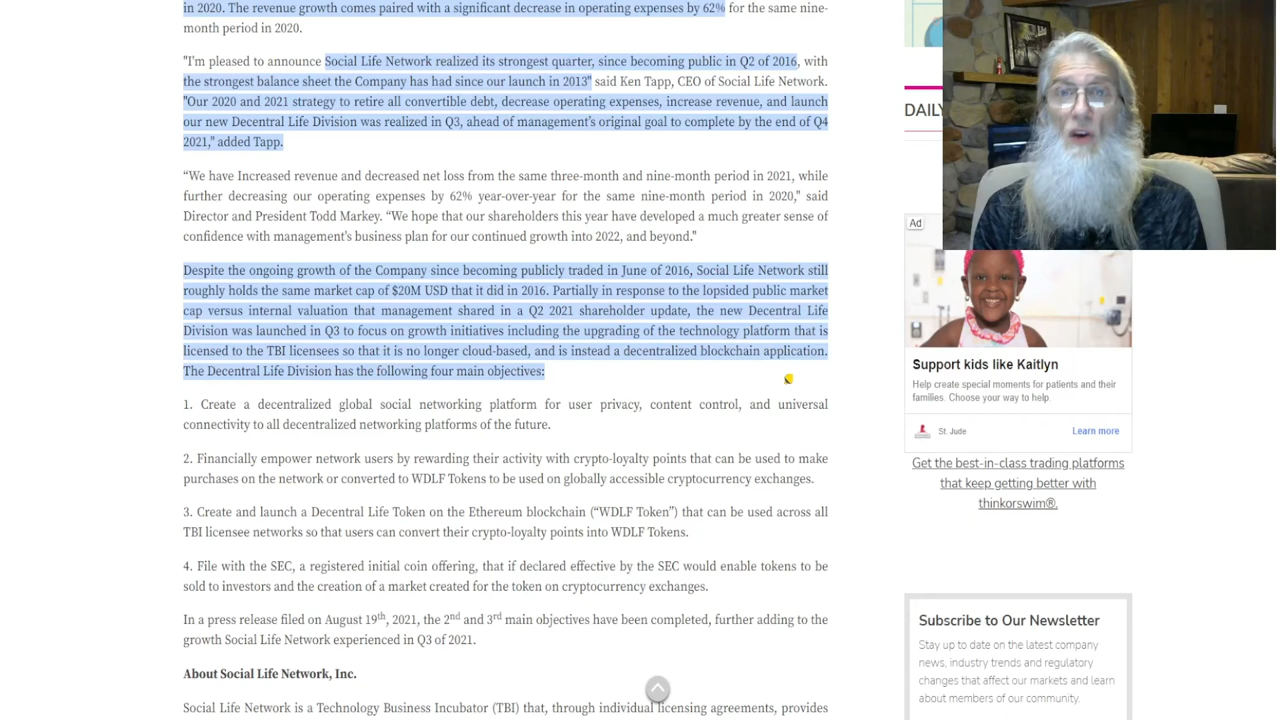 in 2020. The revenue growth comes paired with a significant decrease in operating expenses by 62% for the same nine-
month period in 2020.
"I'm pleased to announce Social Life Network realized its strongest quarter, since becoming public in Q2 of 2016, with
the strongest balance sheet the Company has had since our launch in 2013" said Ken Tapp, CEO of Social Life Network.
"Our 2020 and 2021 strategy to retire all convertible debt, decrease operating expenses, increase revenue, and launch
our new Decentral Life Division was realized in Q3, ahead of management's original goal to complete by the end of Q4
2021," added Tapp.
“We have Increased revenue and decreased net loss from the same three-month and nine-month period in 2021, while
further decreasing our operating expenses by 62% year-over-year for the same nine-month period in 2020," said
Director and President Todd Markey. “We hope that our shareholders this year have developed a much greater sense of
confidence with management's business plan for our continued growth into 2022, and beyond."
Despite the ongoing growth of the Company since becoming publicly traded in June of 2016, Social Life Network still
roughly holds the same market cap of $20M USD that it did in 2016. Partially in response to the lopsided public market
cap versus internal valuation that management shared in a Q2 2021 shareholder update, the new Decentral Life
Division was launched in Q3 to focus on growth initiatives including the upgrading of the technology platform that is
licensed to the TBI licensees so that it is no longer cloud-based, and is instead a decentralized blockchain application.
The Decentral Life Division has the following four main objectives:
1. Create a decentralized global social networking platform for user privacy, content control, and universal
connectivity to all decentralized networking platforms of the future.
2. Financially empower network users by rewarding their activity with crypto-loyalty points that can be used to make
purchases on the network or converted to WDLF Tokens to be used on globally accessible cryptocurrency exchanges.
3. Create and launch a Decentral Life Token on the Ethereum blockchain (“WDLF Token”) that can be used across all
TBI licensee networks so that users can convert their crypto-loyalty points into WDLF Tokens.
4. File with the SEC, a registered initial coin offering, that if declared effective by the SEC would enable tokens to be
sold to investors and the creation of a market created for the token on cryptocurrency exchanges.
In a press release filed on August 19th, 2021, the 2nd and 3rd main objectives have been completed, further adding to the
growth Social Life Network experienced in Q3 of 2021.
About Social Life Network, Inc.
Social Life Network is a Technology Business Incubator (TBI) that, through individual licensing agreements, provides
DAILY
Ad
Support kids like Kaitlyn
Help create special moments for patients and their
families. Choose your way to help.
St. Jude
Learn more
Get the best-in-class trading platforms
that keep getting better with
thinkorswim®.
Subscribe to Our Newsletter
Stay up to date on the latest company
news, industry trends and regulatory
changes that affect our markets and learn
about members of our community.